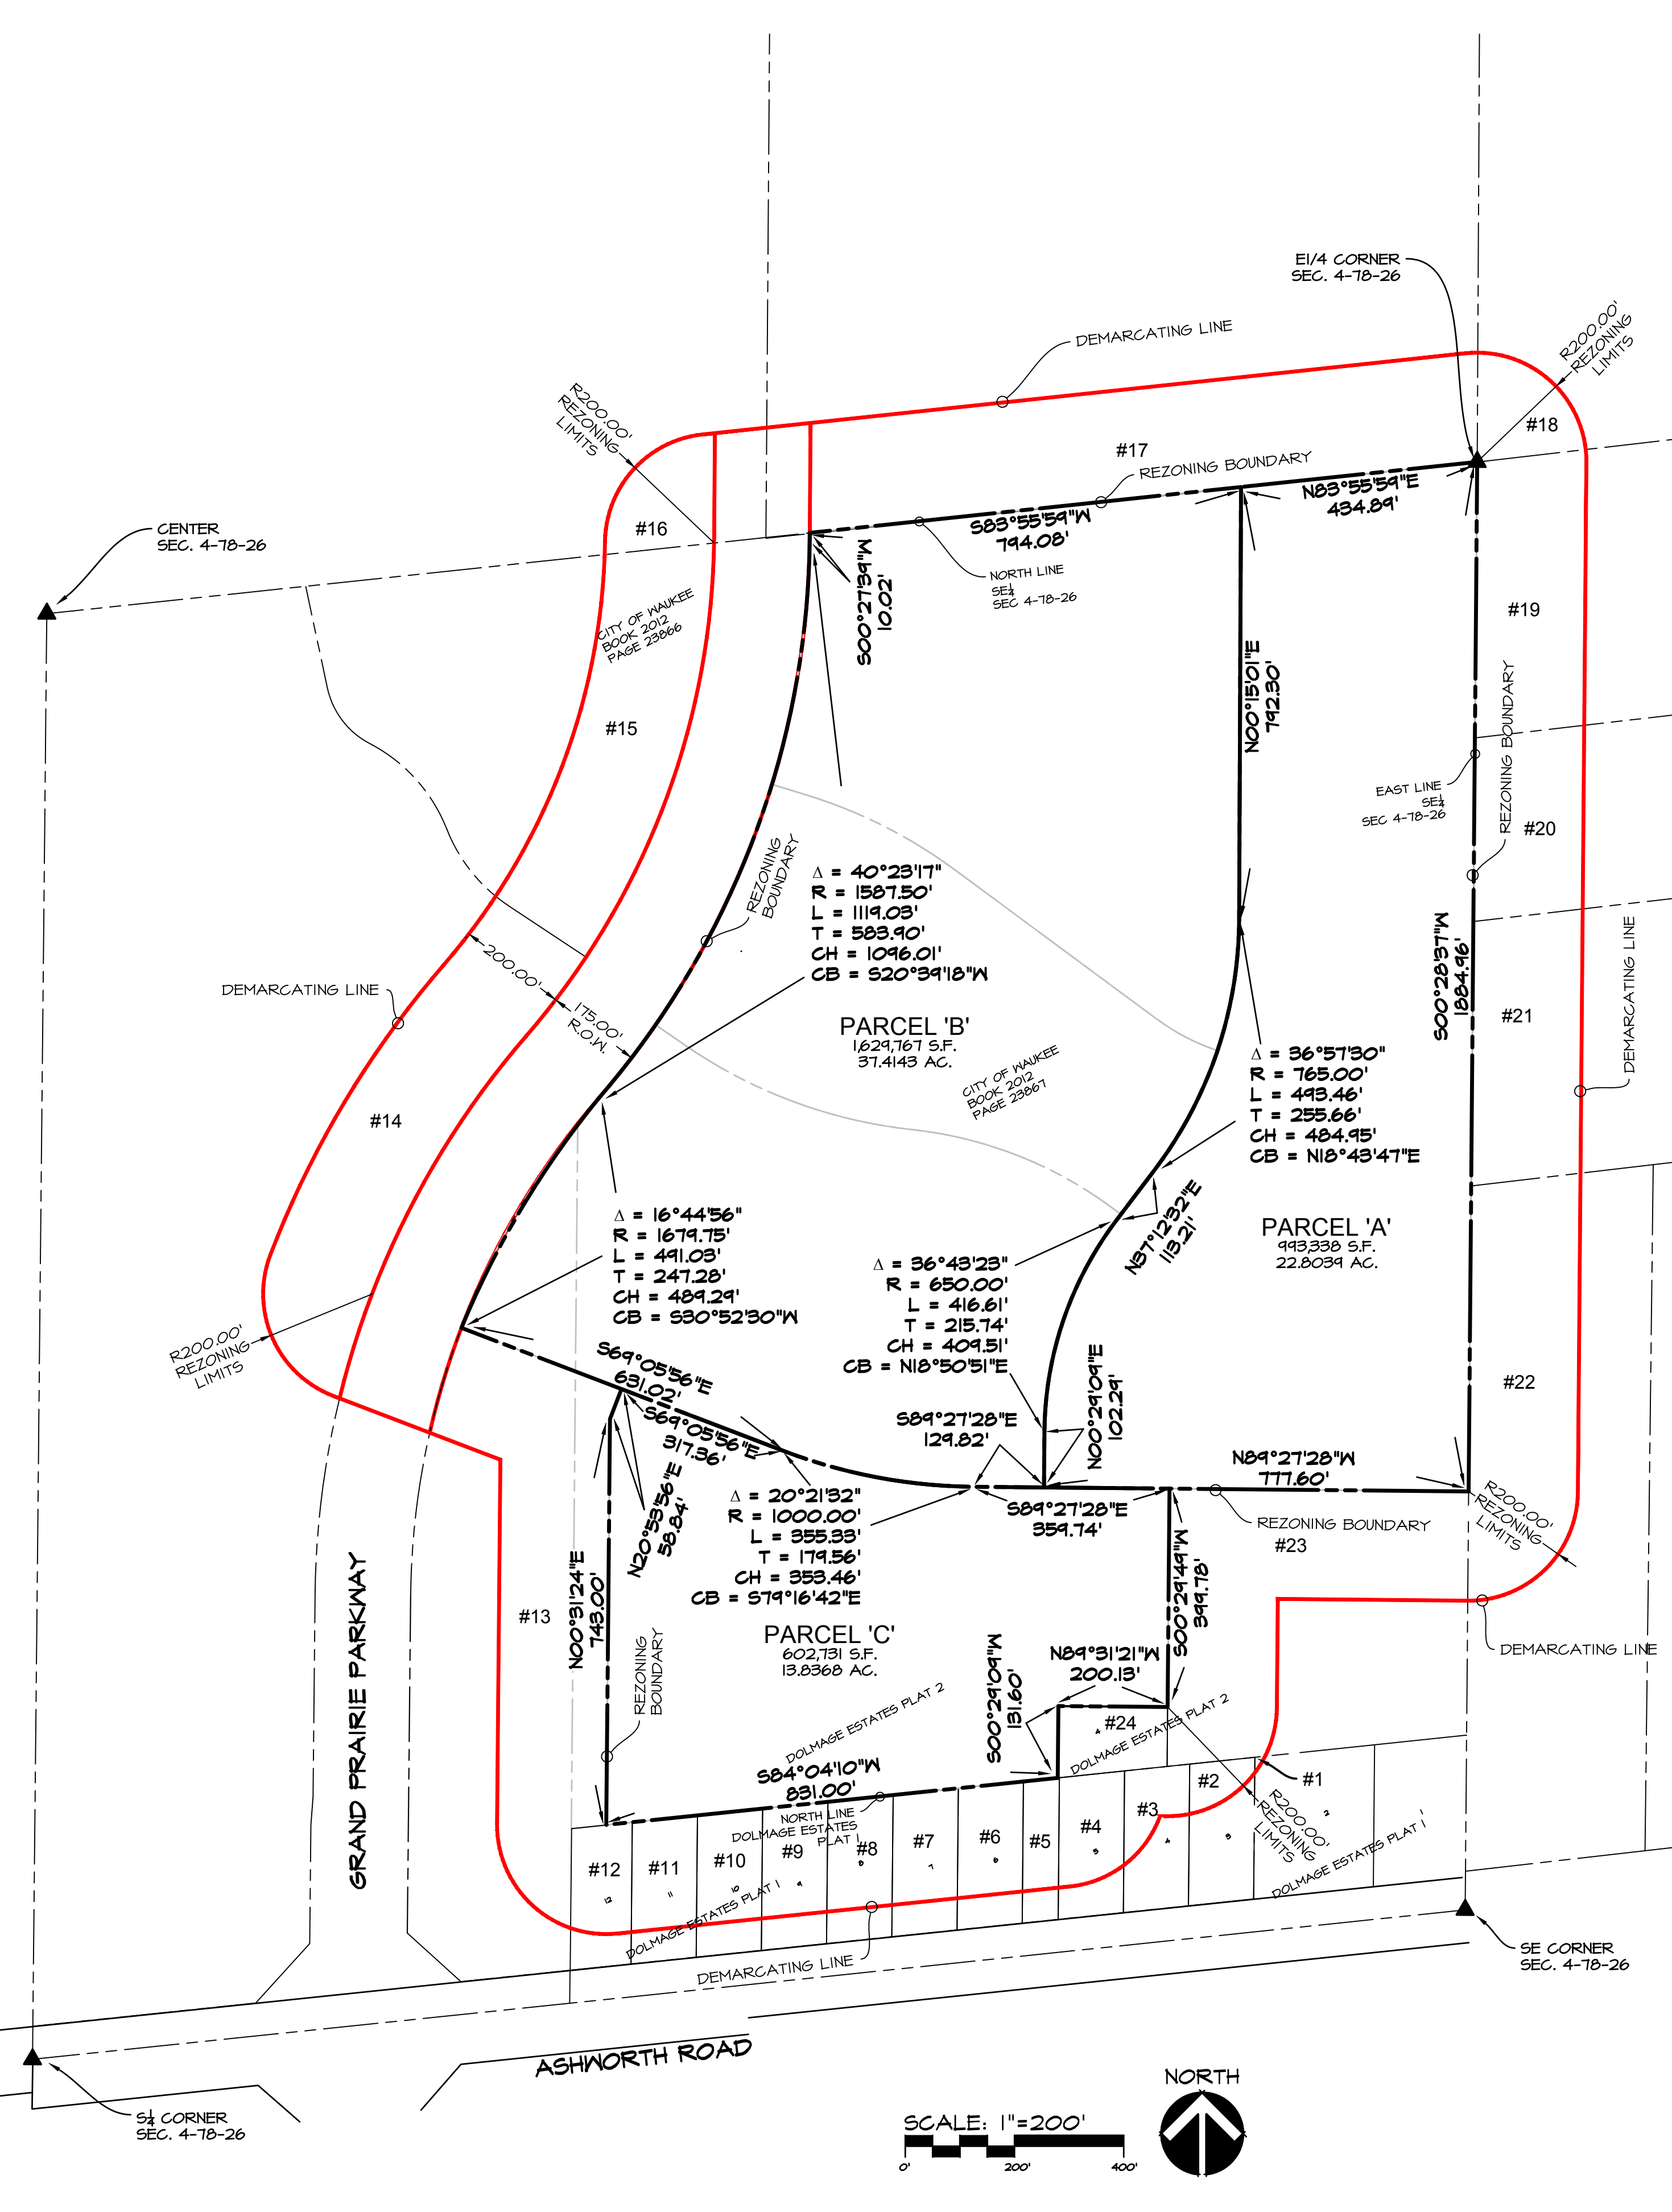 E1/4 CORNER
SEC. 4-78-26
R200.00'
REZONING
LIMITS
DEMARCATING LINE
R200.00'
REZONING
LIMITS
#18
#17
REZONING BOUNDARY
N83°55'59"E
434.89'
CENTER
SEC. 4-78-26
#16
S83°55'59"W
794.08'
NORTH LINE
SE¼
SEC 4-78-26
S00°27'39"W
10.02'
CITY OF WAUKEE
BOOK 2012
PAGE 23866
#19
#15
N00°15'01"E
792.30'
REZONING BOUNDARY
EAST LINE
SE¼
SEC 4-78-26
#20
REZONING
BOUNDARY
Δ = 40°23'17"
R = 1587.50'
L = 1119.03'
T = 583.90'
CH = 1096.01'
CB = S20°39'18"W
200.00'
175.00'
R.O.W.
DEMARCATING LINE
S00°28'37"W
1884.96'
#21
DEMARCATING LINE
PARCEL 'B'
1,629,767 S.F.
37.4143 AC.
CITY OF WAUKEE
BOOK 2012
PAGE 23867
Δ = 36°57'30"
R = 765.00'
L = 493.46'
T = 255.66'
CH = 484.95'
CB = N18°43'47"E
#14
N37°12'32"E
113.21'
PARCEL 'A'
993,338 S.F.
22.8039 AC.
Δ = 16°44'56"
R = 1679.75'
L = 491.03'
T = 247.28'
CH = 489.29'
CB = S30°52'30"W
Δ = 36°43'23"
R = 650.00'
L = 416.61'
T = 215.74'
CH = 409.51'
CB = N18°50'51"E
R200.00'
REZONING
LIMITS
S69°05'56"E
631.02'
S69°05'56"E
317.36'
N00°29'09"E
102.29'
#22
S89°27'28"E
129.82'
N89°27'28"W
777.60'
N20°53'56"E
58.84'
Δ = 20°21'32"
R = 1000.00'
L = 355.33'
T = 179.56'
CH = 353.46'
CB = S79°16'42"E
S89°27'28"E
359.74'
REZONING BOUNDARY
#23
R200.00'
REZONING
LIMITS
GRAND PRAIRIE PARKWAY
#13
N00°31'24"E
743.00'
REZONING
BOUNDARY
PARCEL 'C'
602,731 S.F.
13.8368 AC.
S00°29'49"W
399.78'
N89°31'21"W
200.13'
S00°29'09"W
131.60'
DEMARCATING LINE
DOLMAGE ESTATES PLAT 2
#24
4
DOLMAGE ESTATES PLAT 2
S84°04'10"W
831.00'
NORTH LINE
DOLMAGE ESTATES
PLAT 1
#1
#2
#3
#4
#5
#6
#7
#8
#9
#10
#11
#12
2
3
4
5
6
7
8
9
10
11
12
R200.00'
REZONING
LIMITS
DOLMAGE ESTATES PLAT 1
DOLMAGE ESTATES PLAT 1
DEMARCATING LINE
SE CORNER
SEC. 4-78-26
ASHWORTH ROAD
S¼ CORNER
SEC. 4-78-26
NORTH
SCALE: 1"=200'
0' 200' 400'